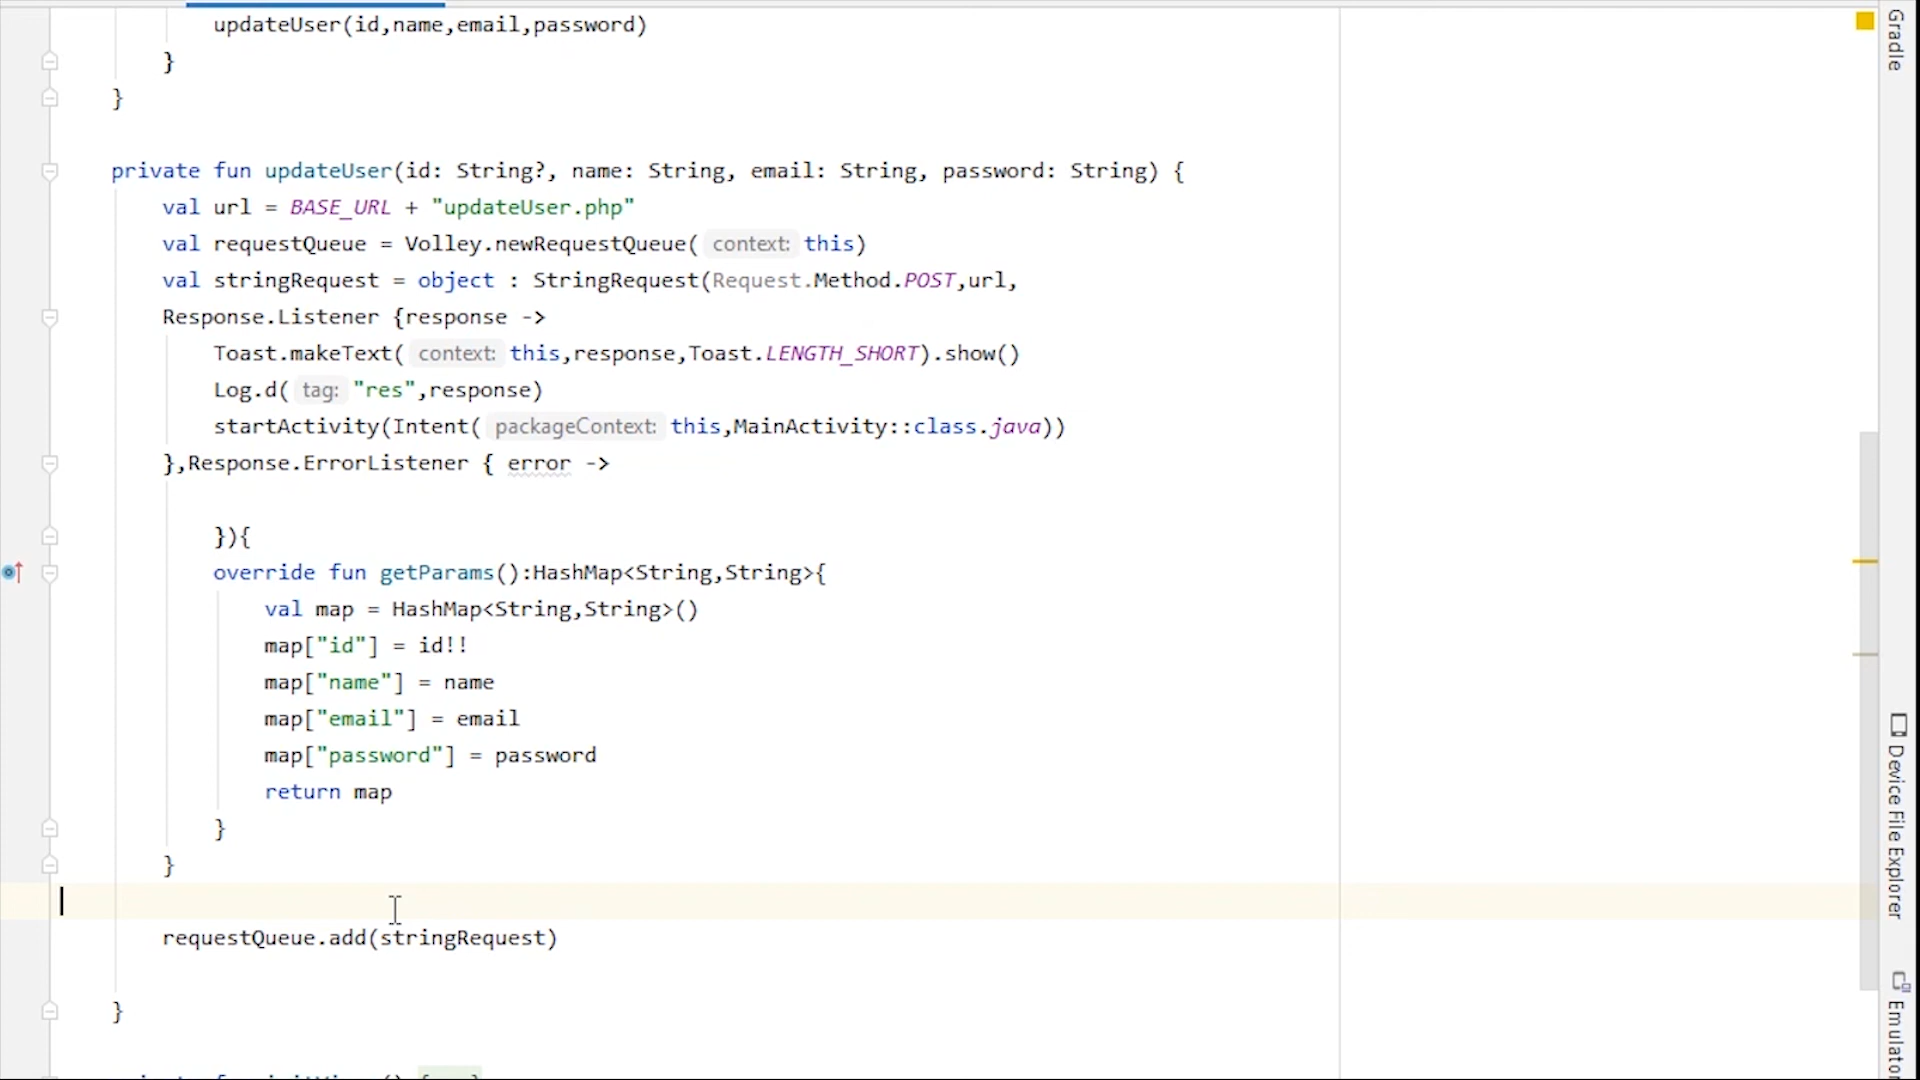 updateUser(id,name,email,password)
}
}
private fun updateUser(id: String?, name: String, email: String, password: String) {
val url = BASE_URL + "updateUser.php"
val requestQueue = Volley.newRequestQueue( context: this)
val stringRequest = object : StringRequest(Request.Method.POST,url,
Response.Listener {response ->
Toast.makeText( context: this,response,Toast.LENGTH_SHORT).show()
Log.d( tag: "res",response)
startActivity(Intent( packageContext: this,MainActivity::class.java))
},Response.ErrorListener { error ->
}){
override fun getParams():HashMap<String,String>{
val map = HashMap<String,String>()
map["id"] = id!!
map["name"] = name
map["email"] = email
map["password"] = password
return map
}
}
requestQueue.add(stringRequest)
}
Gradle
Device File Explorer
Emulator